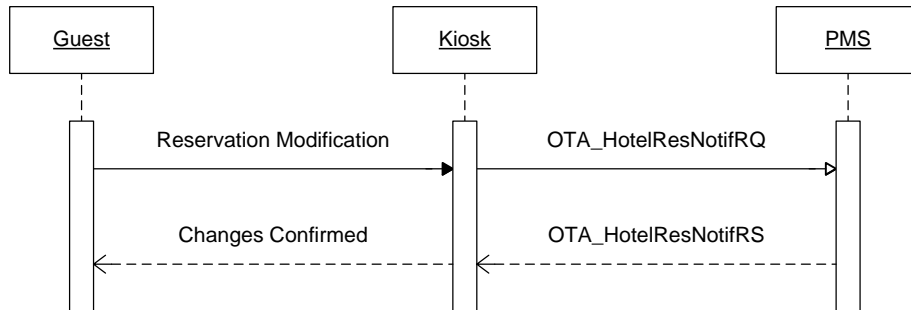 Guest
Kiosk
PMS
Reservation Modification
OTA_HotelResNotifRQ
Changes Confirmed
OTA_HotelResNotifRS